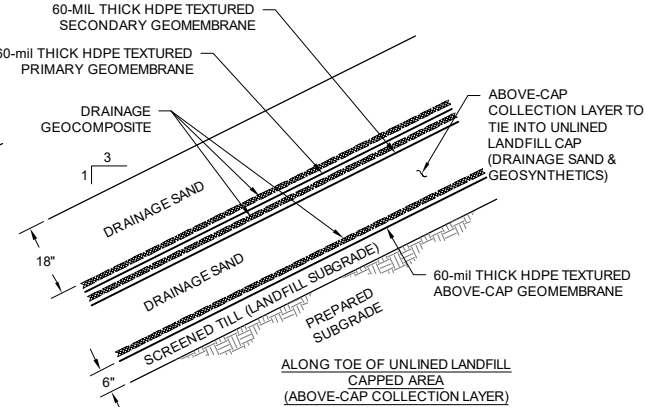 60-MIL THICK HDPE TEXTURED
SECONDARY GEOMEMBRANE
60-mil THICK HDPE TEXTURED
PRIMARY GEOMEMBRANE
DRAINAGE
GEOCOMPOSITE
ABOVE-CAP
COLLECTION LAYER TO
TIE INTO UNLINED
LANDFILL CAP
(DRAINAGE SAND &
GEOSYNTHETICS)
3
1
DRAINAGE SAND
18"
DRAINAGE SAND
SCREENED TILL (LANDFILL SUBGRADE)
PREPARED
SUBGRADE
60-mil THICK HDPE TEXTURED
ABOVE-CAP GEOMEMBRANE
6"
ALONG TOE OF UNLINED LANDFILL
CAPPED AREA
(ABOVE-CAP COLLECTION LAYER)